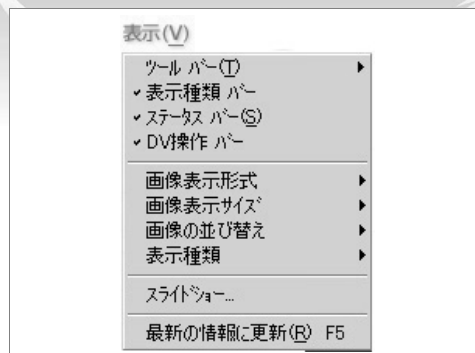 表示(V)
ツール バー(T)
表示種類 バー
ステータス バー(S)
DV操作 バー
画像表示形式
画像表示サイズ
画像の並び替え
表示種類
スライドショー...
最新の情報に更新(R) F5